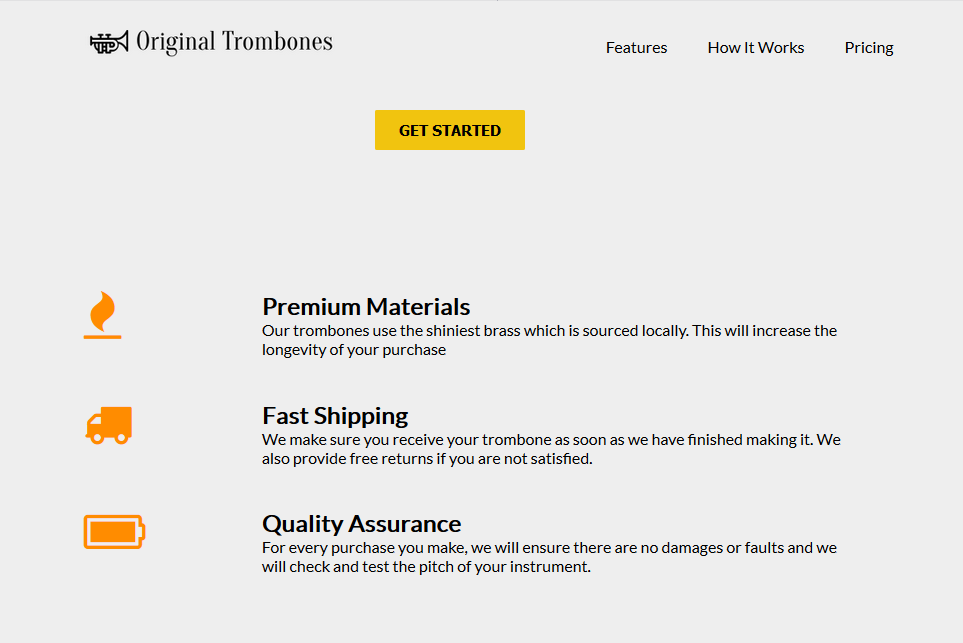 Original Trombones
Features
How It Works
Pricing
GET STARTED
Premium Materials
Our trombones use the shiniest brass which is sourced locally. This will increase the
longevity of your purchase
Fast Shipping
We make sure you receive your trombone as soon as we have finished making it. We
also provide free returns if you are not satisfied.
Quality Assurance
For every purchase you make, we will ensure there are no damages or faults and we
will check and test the pitch of your instrument.